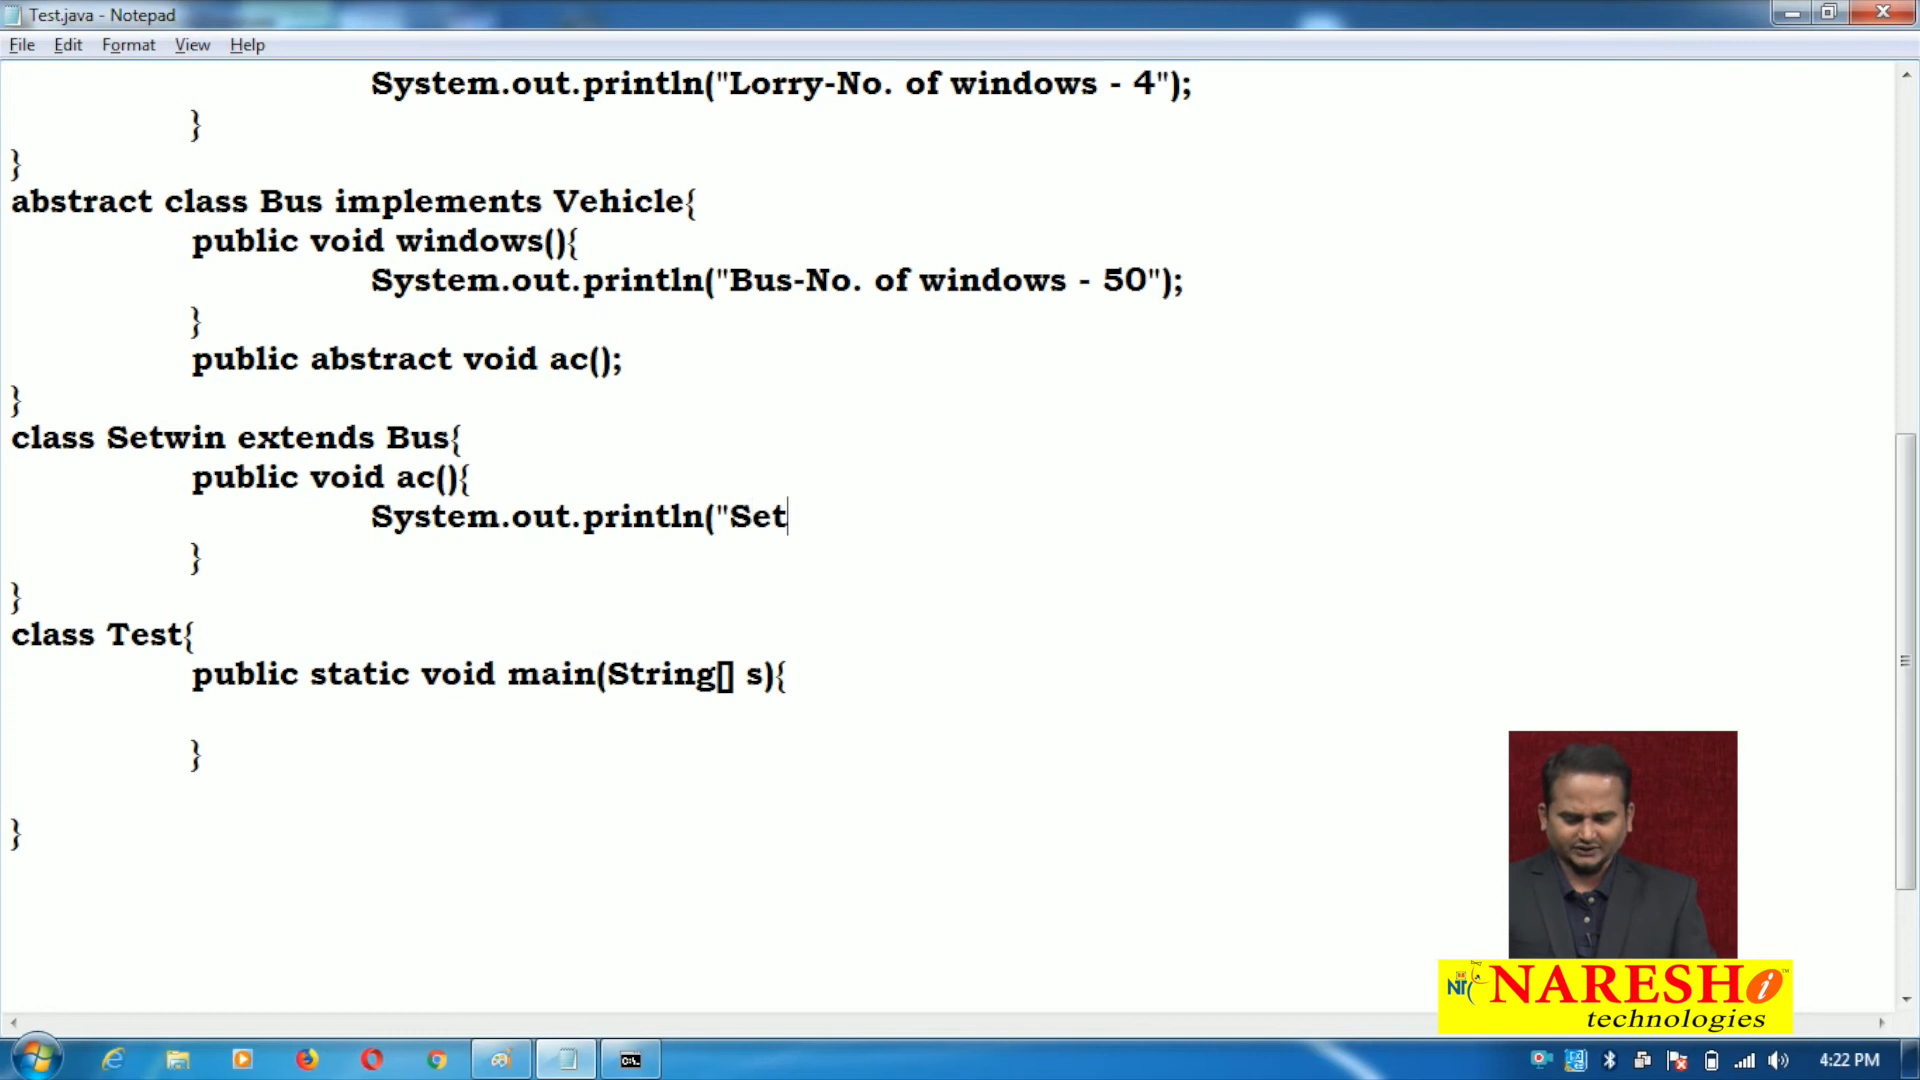 Test.java - Notepad
File Edit Format View Help
System.out.println("Lorry-No. of windows - 4");
}
}
abstract class Bus implements Vehicle{
public void windows(){
System.out.println("Bus-No. of windows - 50");
}
public abstract void ac();
}
class Setwin extends Bus{
public void ac(){
System.out.println("Set
}
}
class Test{
public static void main(String[] s){
}
}
NARESH i
technologies
4:22 PM